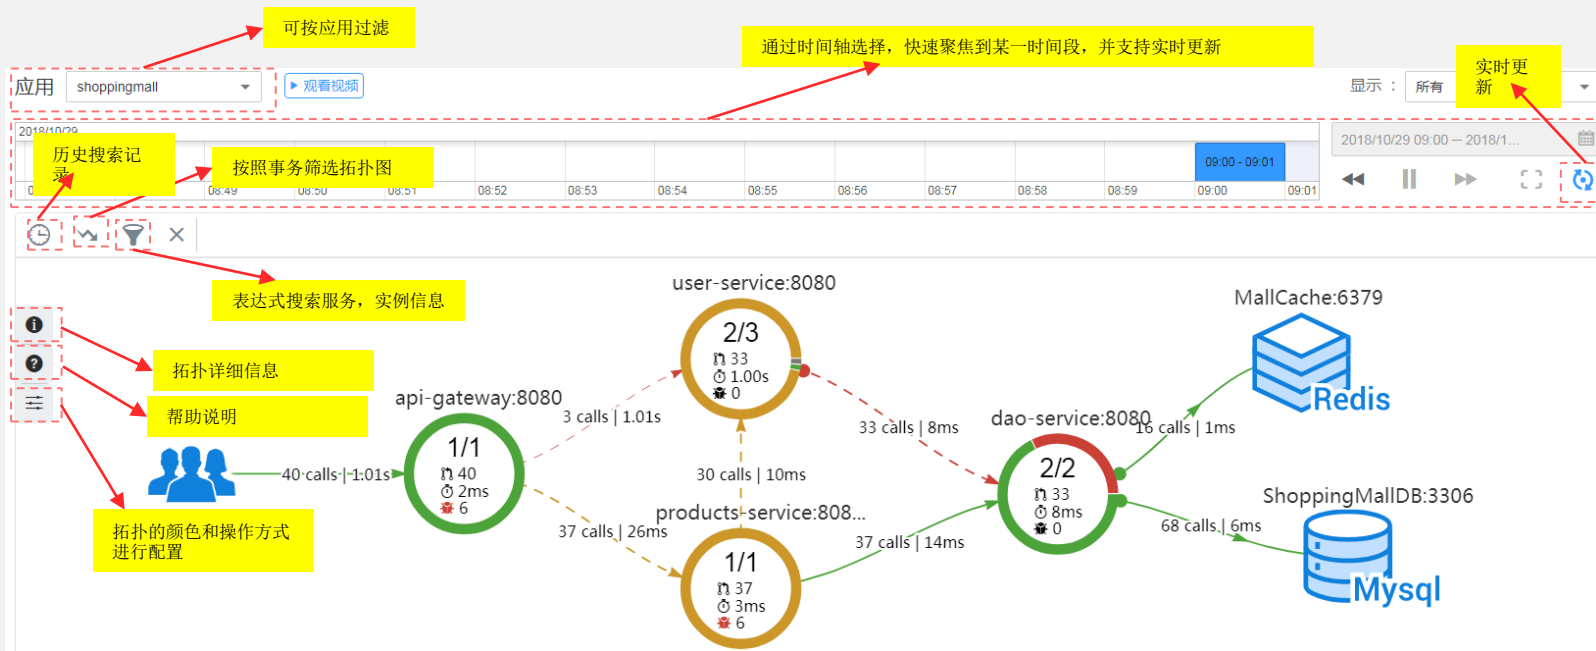 可按应用过滤
通过时间轴选择，快速聚焦到某一时间段，并支持实时更新
实时更
新
应用
shoppingmall
观看视频
显示 ：
所有
2018/10/29
历史搜索记
录
按照事务筛选拓扑图
08:49
08:50
08:51
08:52
08:53
08:54
08:55
08:56
08:57
08:58
08:59
09:00
09:01
09:00 - 09:01
2018/10/29 09:00 – 2018/1...
表达式搜索服务，实例信息
拓扑详细信息
帮助说明
拓扑的颜色和操作方式
进行配置
40 calls | 1.01s
api-gateway:8080
1/1
40
2ms
6
3 calls | 1.01s
37 calls | 26ms
user-service:8080
2/3
33
1.00s
0
30 calls | 10ms
products-service:808...
1/1
37
3ms
6
33 calls | 8ms
37 calls | 14ms
dao-service:8080
2/2
33
8ms
0
16 calls | 1ms
68 calls | 6ms
MallCache:6379
Redis
ShoppingMallDB:3306
Mysql